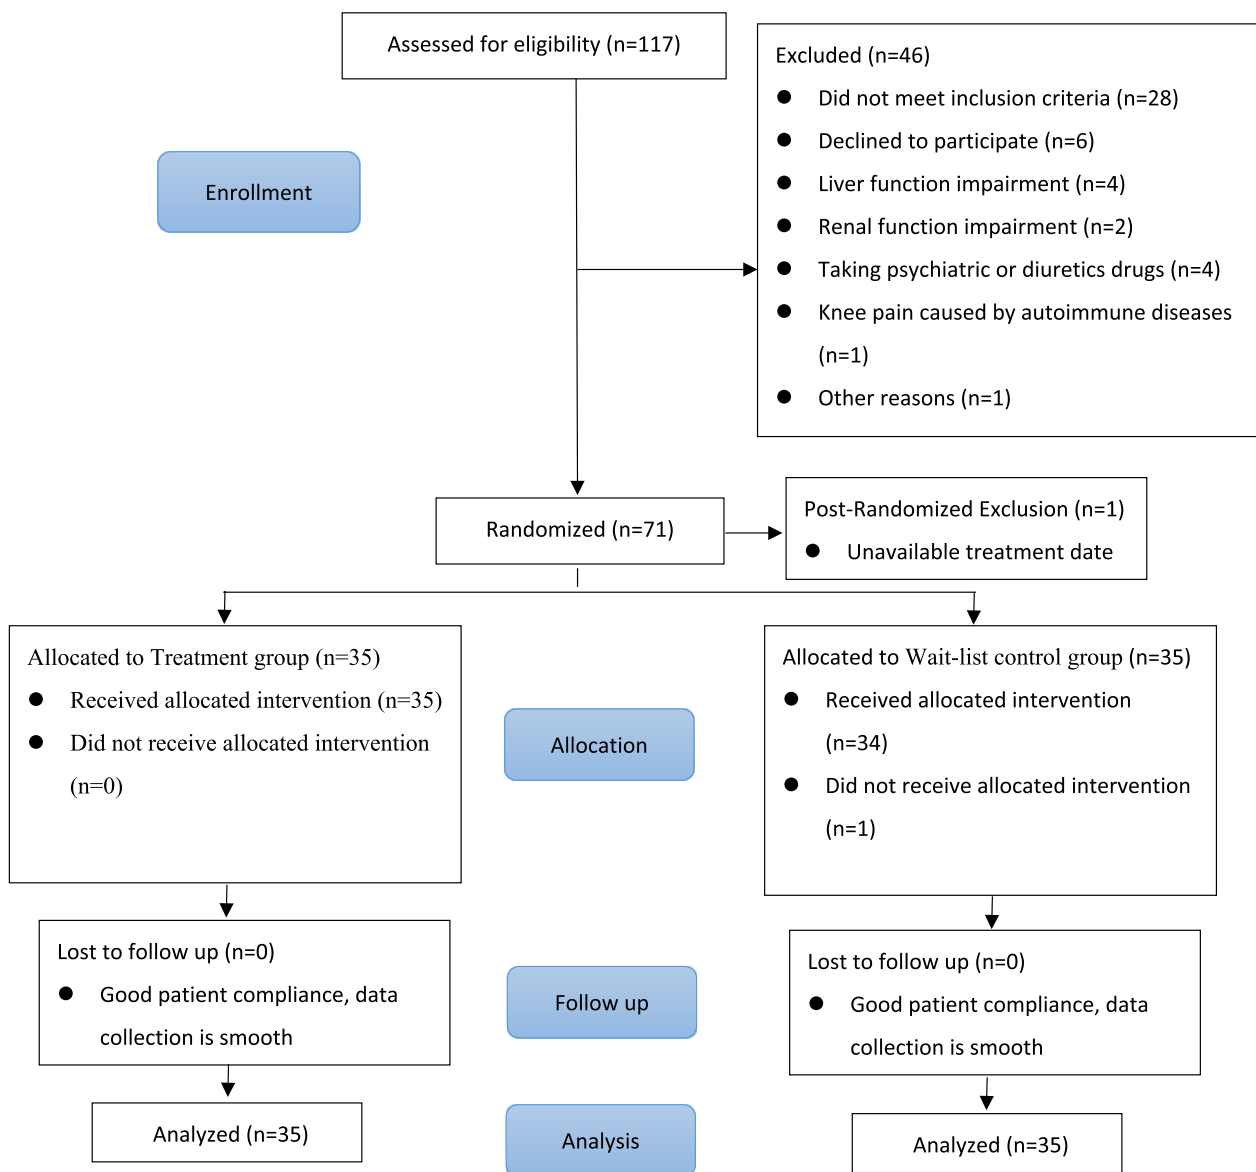 Assessed for eligibility (n=117)
Excluded (n=46)
● Did not meet inclusion criteria (n=28)
● Declined to participate (n=6)
● Liver function impairment (n=4)
● Renal function impairment (n=2)
● Taking psychiatric or diuretics drugs (n=4)
● Knee pain caused by autoimmune diseases
(n=1)
● Other reasons (n=1)
Enrollment
Randomized (n=71)
Post-Randomized Exclusion (n=1)
● Unavailable treatment date
Allocated to Treatment group (n=35)
● Received allocated intervention (n=35)
● Did not receive allocated intervention
(n=0)
Allocation
Allocated to Wait-list control group (n=35)
● Received allocated intervention
(n=34)
● Did not receive allocated intervention
(n=1)
Lost to follow up (n=0)
● Good patient compliance, data
collection is smooth
Follow up
Lost to follow up (n=0)
● Good patient compliance, data
collection is smooth
Analyzed (n=35)
Analysis
Analyzed (n=35)